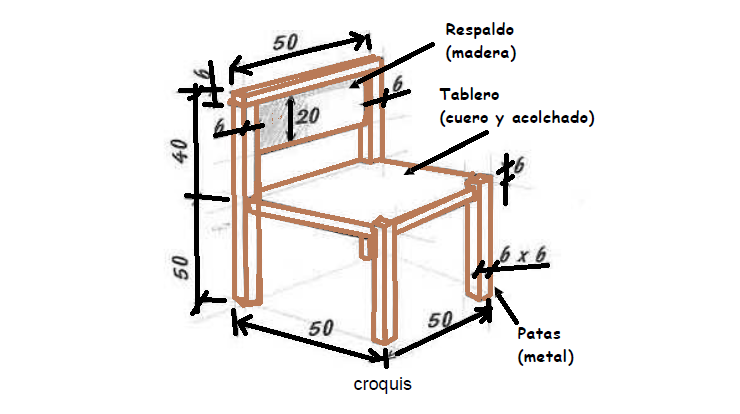 50
Respaldo
(madera)
6
6
Tablero
(cuero y acolchado)
20
6
40
6
50
6 x 6
50
50
Patas
(metal)
croquis